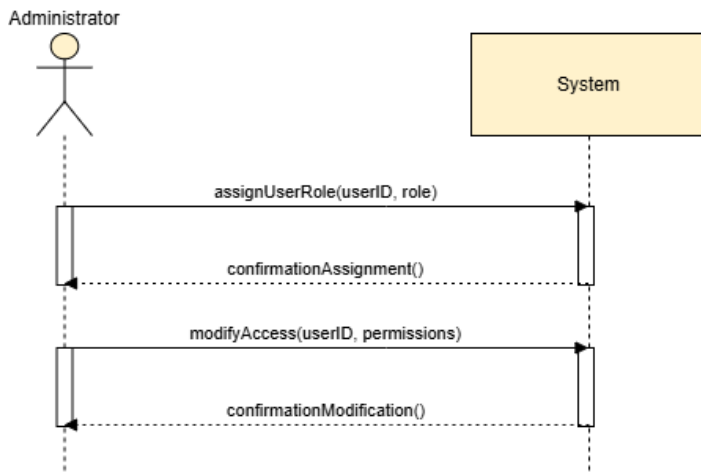 Administrator
System
assignUserRole(userID, role)
confirmationAssignment()
modifyAccess(userID, permissions)
confirmationModification()